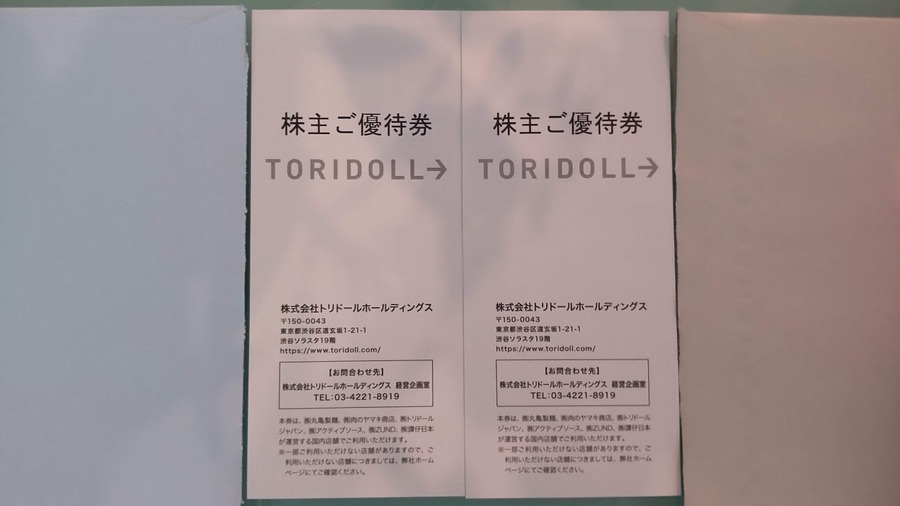 株主ご優待券
TORIDOLL→
株式会社トリドールホールディングス
〒150-0043
東京都渋谷区道玄坂1-21-1
渋谷ソラスタ19階
https://www.toridoll.com/
【お問合わせ先】
株式会社トリドールホールディングス 経営企画室
TEL:03-4221-8919
本券は、㈱丸亀製麺、㈱肉のヤマキ商店、㈱トリドール
ジャパン、㈱アクティブソース、㈱ZUND、㈱譚仔日本
が運営する国内店舗でご利用いただけます。
※一部ご利用いただけない店舗がありますので、ご
利用いただけない店舗につきましては、弊社ホーム
ページにてご確認ください。
株主ご優待券
TORIDOLL→
株式会社トリドールホールディングス
〒150-0043
東京都渋谷区道玄坂1-21-1
渋谷ソラスタ19階
https://www.toridoll.com/
【お問合わせ先】
株式会社トリドールホールディングス 経営企画室
TEL:03-4221-8919
本券は、㈱丸亀製麺、㈱肉のヤマキ商店、㈱トリドール
ジャパン、㈱アクティブソース、㈱ZUND、㈱譚仔日本
が運営する国内店舗でご利用いただけます。
※一部ご利用いただけない店舗がありますので、ご
利用いただけない店舗につきましては、弊社ホーム
ページにてご確認ください。